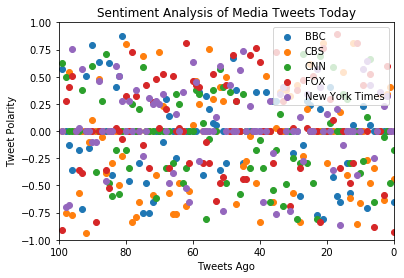 Sentiment Analysis of Media Tweets Today
1.00
0.75
0.50
0.25
0.00
−0.25
−0.50
−0.75
−1.00
Tweet Polarity
BBC
CBS
CNN
FOX
New York Times
100
80
60
40
20
0
Tweets Ago